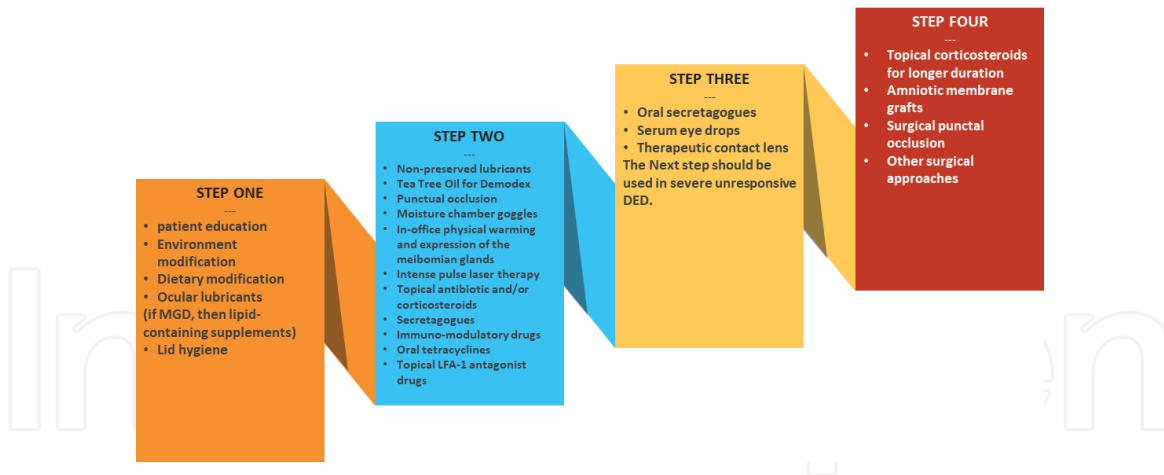 STEP ONE
---
• patient education
• Environment
modification
• Dietary modification
• Ocular lubricants
(if MGD, then lipid-
containing supplements)
• Lid hygiene
STEP TWO
---
• Non-preserved lubricants
• Tea Tree Oil for Demodex
• Punctual occlusion
• Moisture chamber goggles
• In-office physical warming
and expression of the
meibomian glands
• Intense pulse laser therapy
• Topical antibiotic and/or
corticosteroids
• Secretagogues
• Immuno-modulatory drugs
• Oral tetracyclines
• Topical LFA-1 antagonist
drugs
STEP THREE
---
• Oral secretagogues
• Serum eye drops
• Therapeutic contact lens
The Next step should be
used in severe unresponsive
DED.
STEP FOUR
---
• Topical corticosteroids
for longer duration
• Amniotic membrane
grafts
• Surgical punctal
occlusion
• Other surgical
approaches